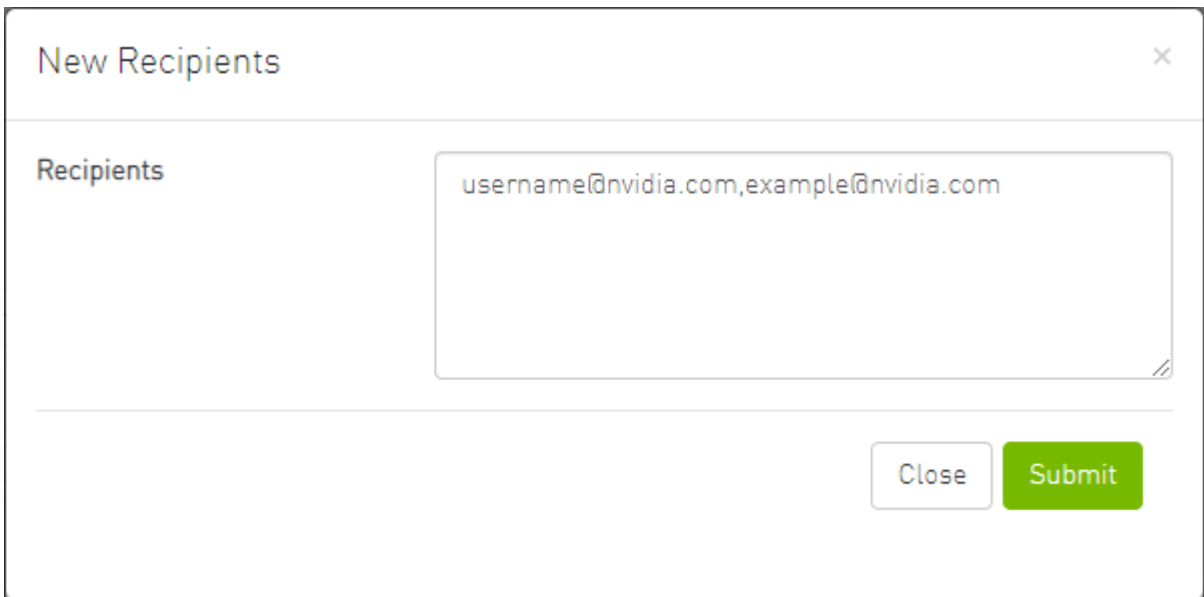 New Recipients
Recipients
username@nvidia.com,example@nvidia.com
Close
Submit